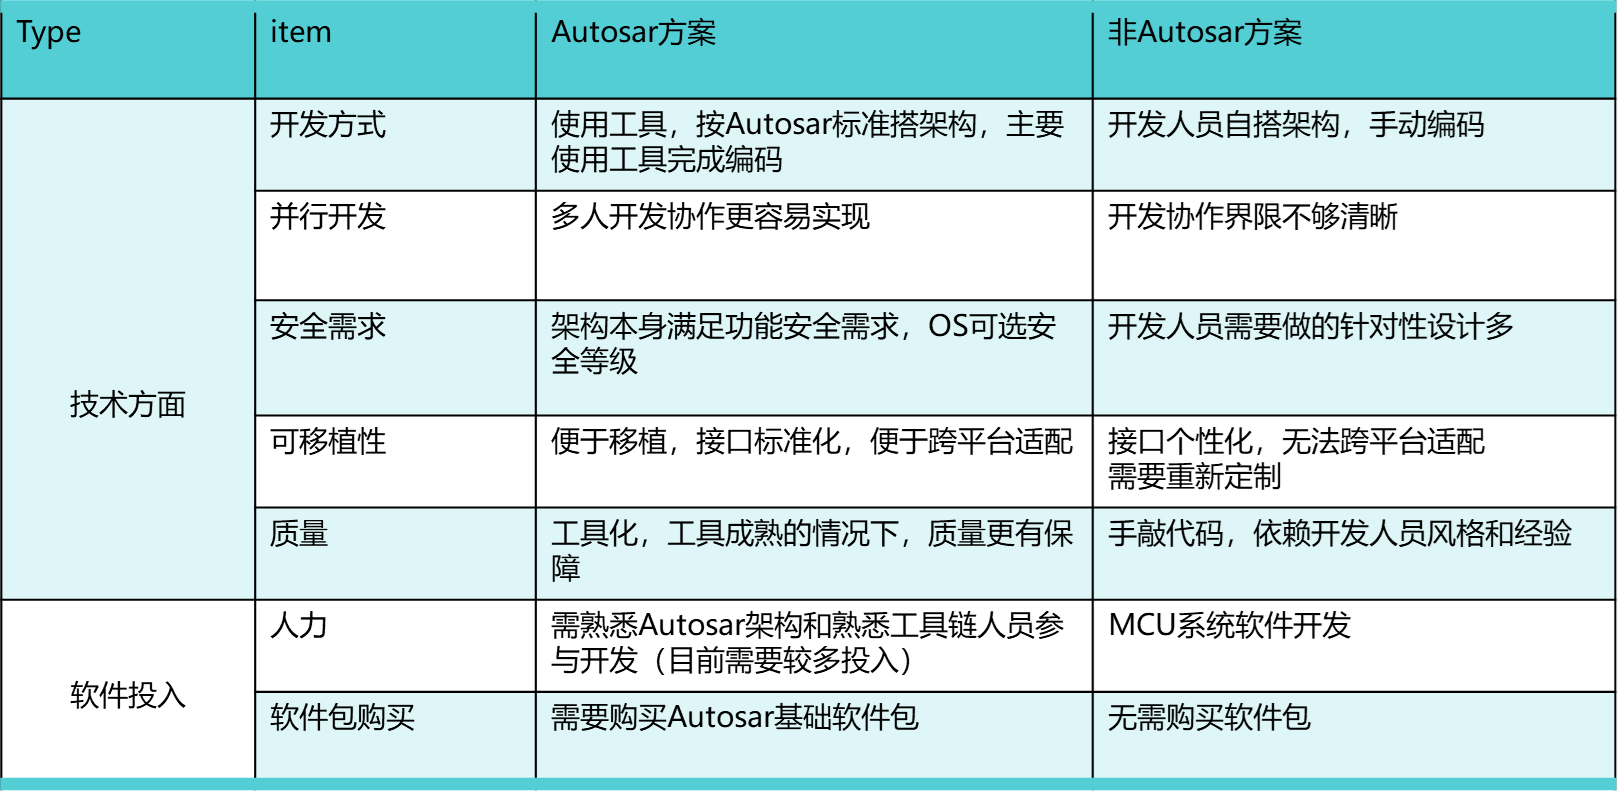 Type
item
Autosar方案
非Autosar方案
技术方面
开发方式
使用工具，按Autosar标准搭架构，主要
使用工具完成编码
开发人员自搭架构，手动编码
并行开发
多人开发协作更容易实现
开发协作界限不够清晰
安全需求
架构本身满足功能安全需求，OS可选安
全等级
开发人员需要做的针对性设计多
可移植性
便于移植，接口标准化，便于跨平台适配
接口个性化，无法跨平台适配
需要重新定制
质量
工具化，工具成熟的情况下，质量更有保
障
手敲代码，依赖开发人员风格和经验
软件投入
人力
需熟悉Autosar架构和熟悉工具链人员参
与开发（目前需要较多投入）
MCU系统软件开发
软件包购买
需要购买Autosar基础软件包
无需购买软件包